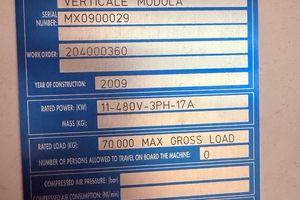 VERTICALE MODULA
SERIAL NUMBER: MX0900029
WORK ORDER: 204000360
YEAR OF CONSTRUCTION: 2009
RATED POWER: (KW) 11-480V-3PH-17A
MASS (KG):
RATED LOAD (KG): 70.000 MAX GROSS LOAD
NUMBER OF PERSONS ALLOWED TO TRAVEL ON BOARD THE MACHINE: 0
COMPRESSED AIR PRESSURE: (bar)
COMPRESSED AIR CONSUMPTION: (Nl/min)